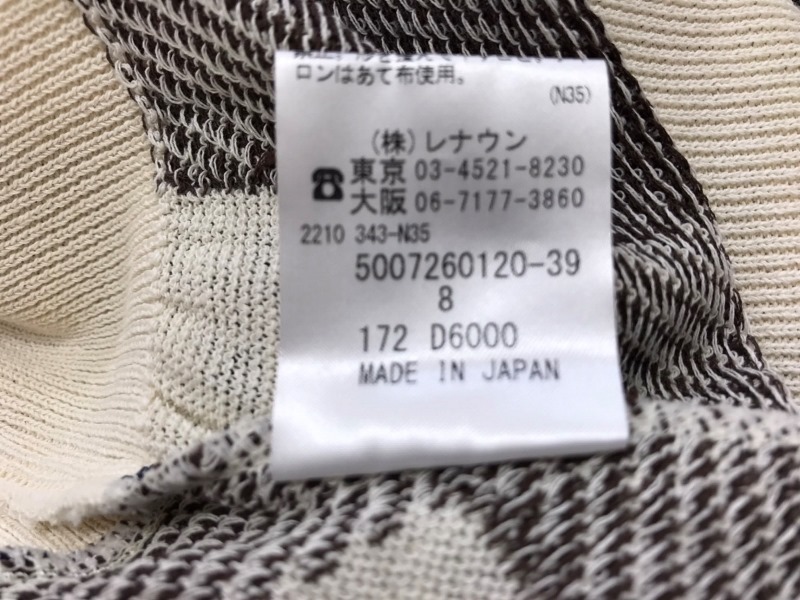 ロンはあて布使用。
(N35)
(株)レナウン
☎東京 03-4521-8230
大阪 06-7177-3860
2210 343-N35
5007260120-39
8
172 D6000
MADE IN JAPAN